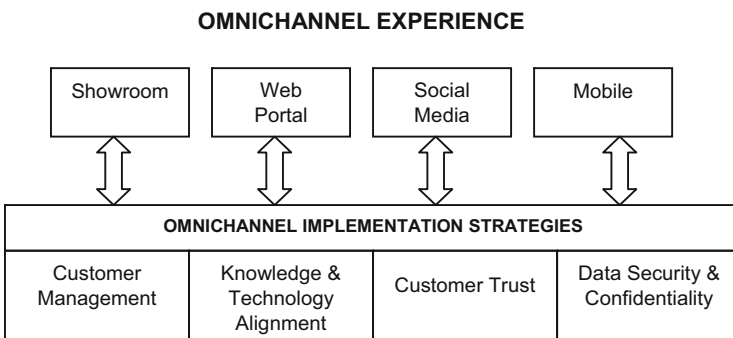 OMNICHANNEL EXPERIENCE
Showroom
Web
Portal
Social
Media
Mobile
OMNICHANNEL IMPLEMENTATION STRATEGIES
Customer
Management
Knowledge &
Technology
Alignment
Customer Trust
Data Security &
Confidentiality